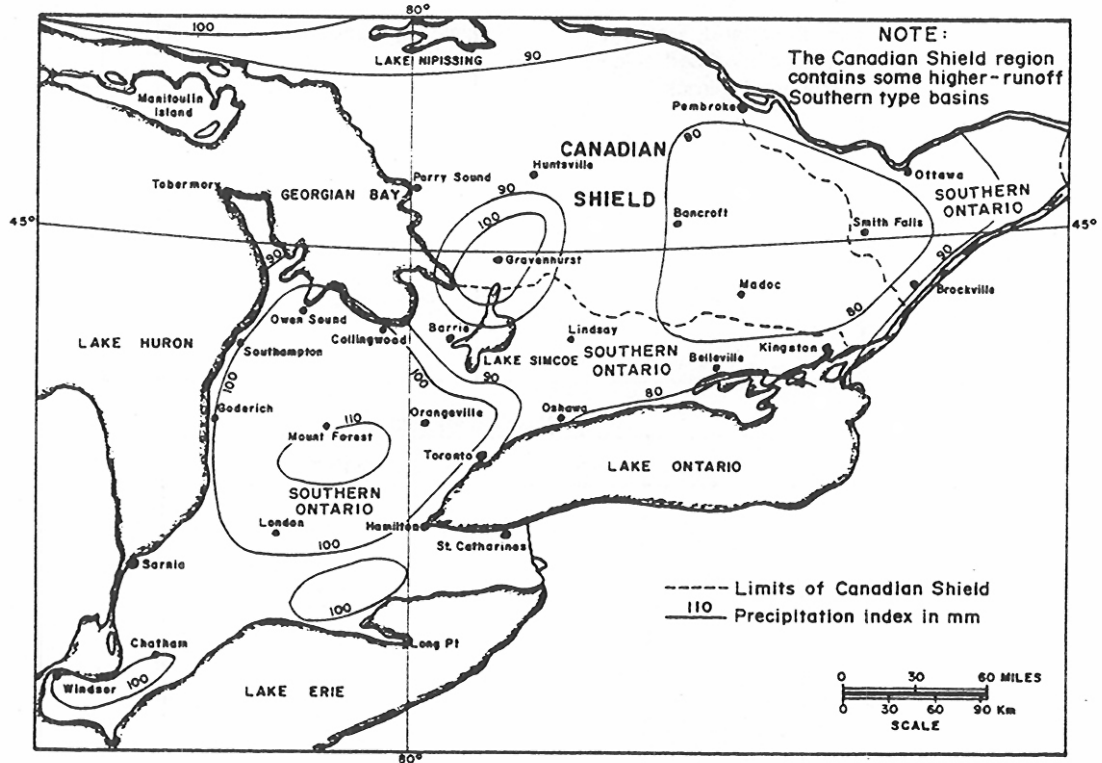 80°
100
LAKE NIPISSING
90
NOTE:
The Canadian Shield region
contains some higher-runoff
Southern type basins
Manitoulin
Island
Pembroke
80
CANADIAN
Huntsville
SHIELD
Ottawa
Tobermory
GEORGIAN BAY
Parry Sound
90
100
SOUTHERN
ONTARIO
Bancroft
Smith Falls
45°
45°
90
Gravenhurst
90
Madoc
Brockville
80
Owen Sound
Collingwood
Barrie
Lindsay
LAKE HURON
Southampton
LAKE SIMCOE
SOUTHERN
ONTARIO
Kingston
Belleville
100
100
90
80
Goderich
110
Orangeville
Oshawa
Mount Forest
Toronto
LAKE ONTARIO
SOUTHERN
ONTARIO
London
Hamilton
100
St. Catharines
Sarnia
100
Limits of Canadian Shield
110
Precipitation index in mm
Chatham
Long Pt
Windsor
100
LAKE ERIE
0 30 60 MILES
0 30 60 90 Km
SCALE
80°